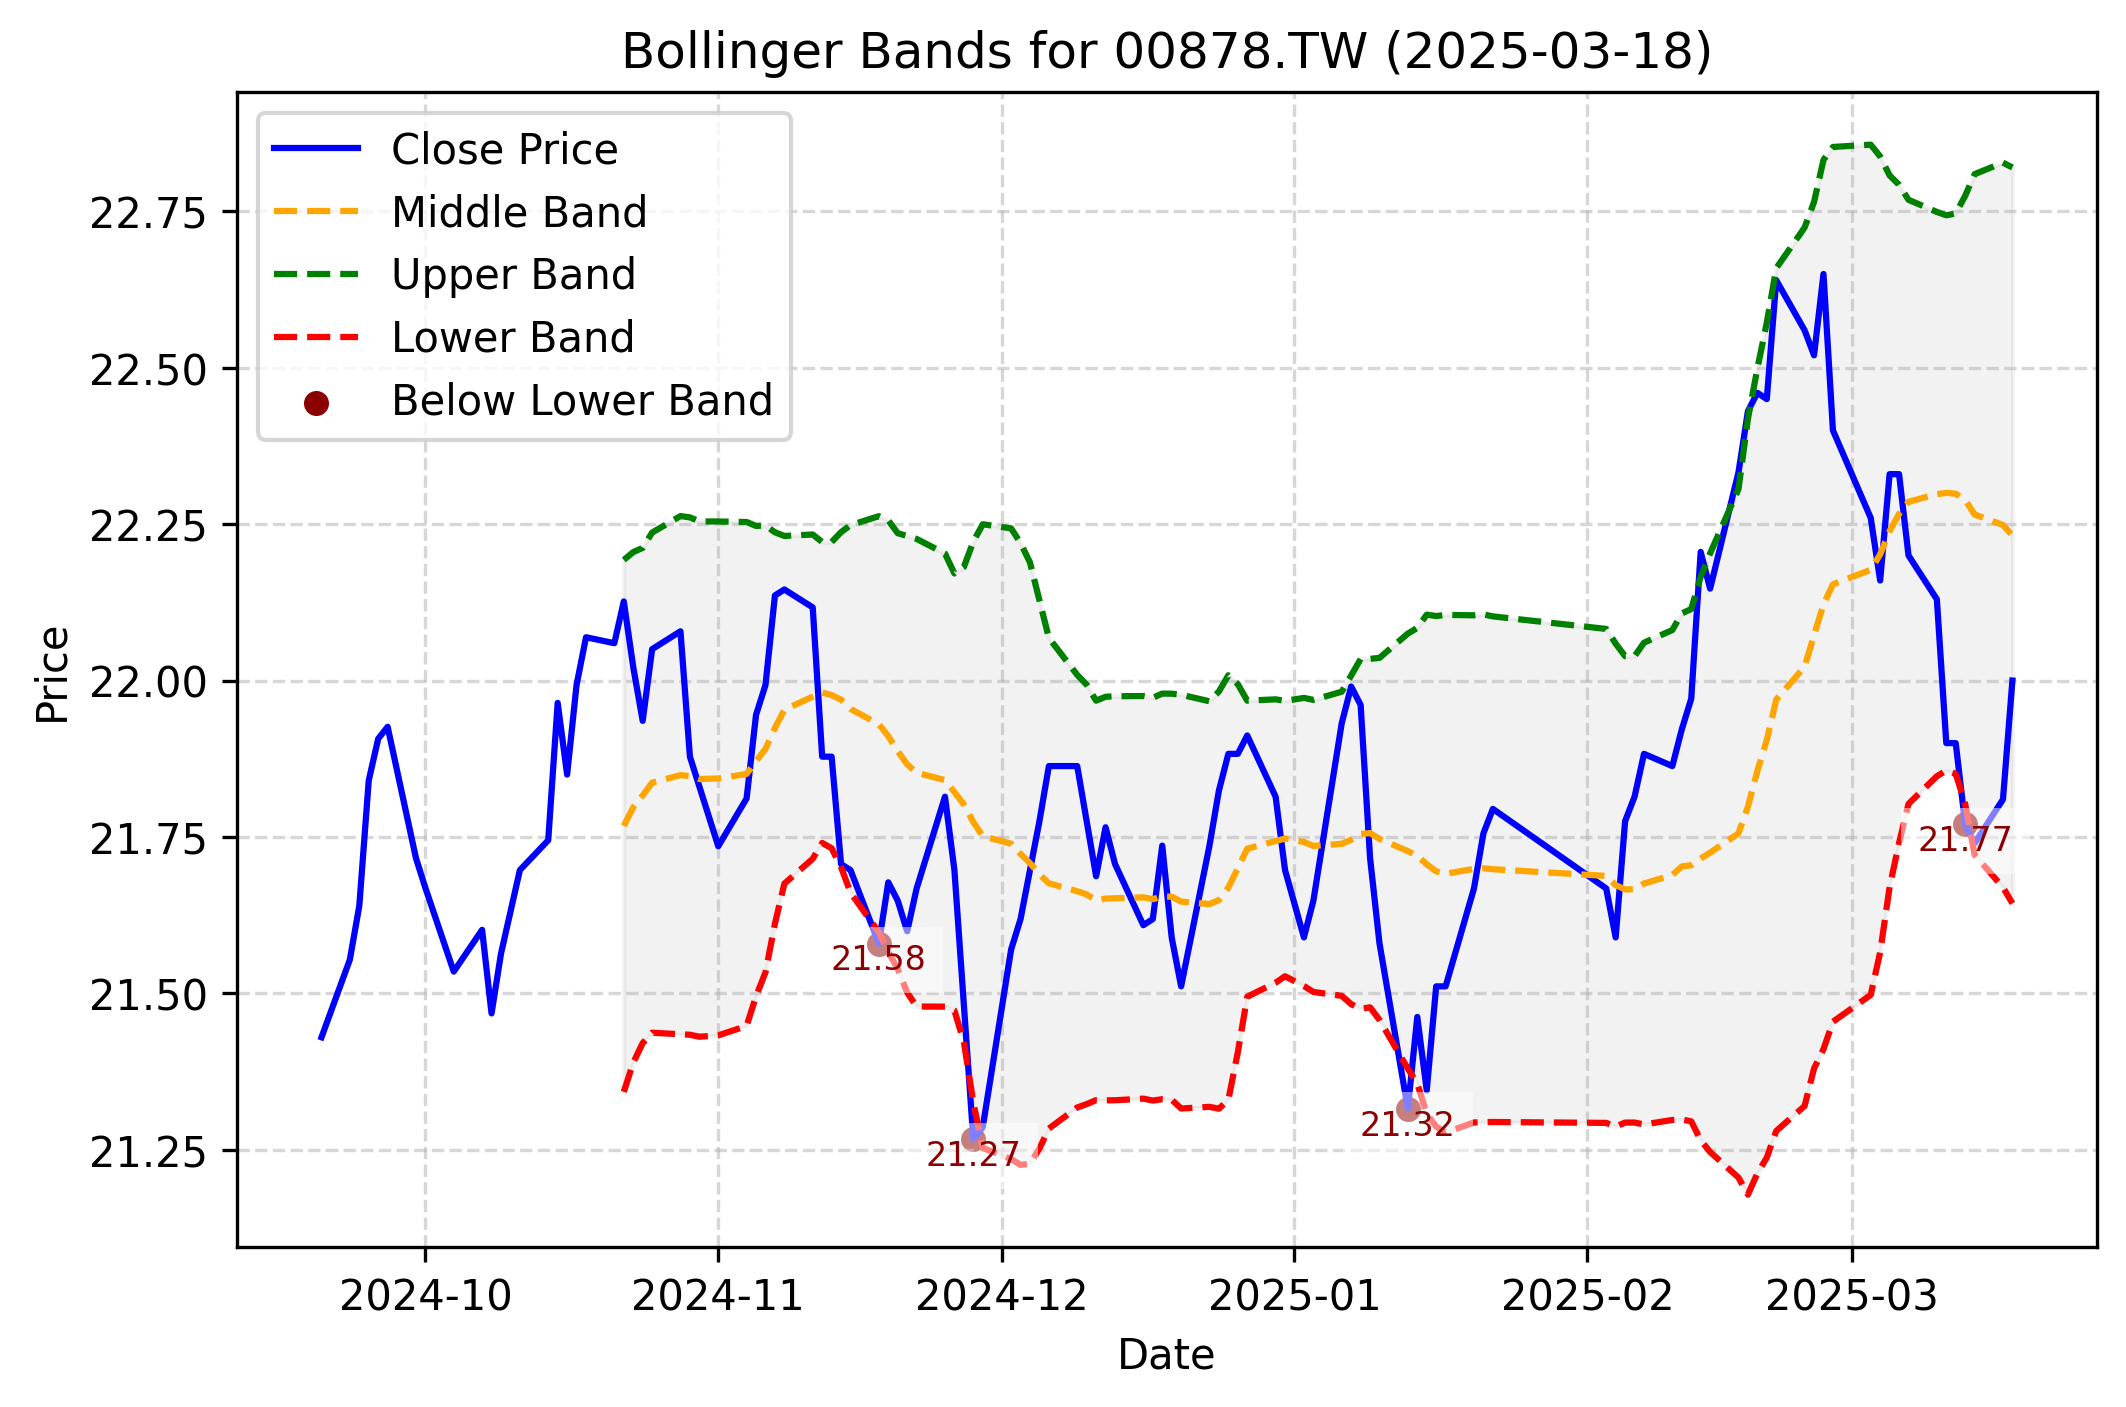 Bollinger Bands for 00878.TW (2025-03-18)
Close Price
Middle Band
Upper Band
Lower Band
Below Lower Band
Price
22.75
22.50
22.25
22.00
21.75
21.50
21.25
21.58
21.27
21.32
21.77
2024-10
2024-11
2024-12
2025-01
2025-02
2025-03
Date